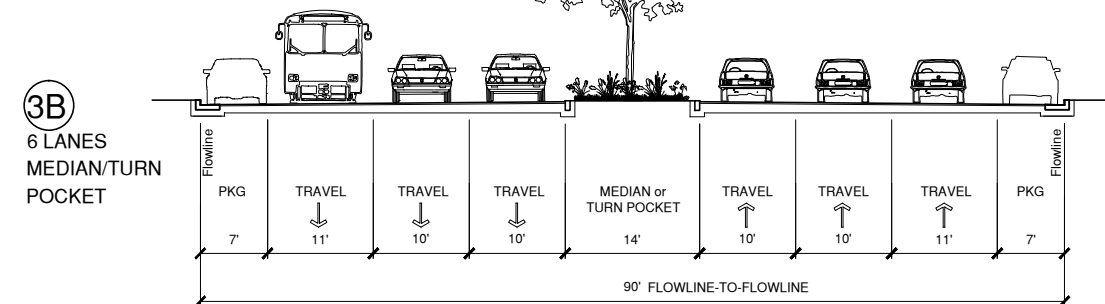 3B
6 LANES
MEDIAN/TURN
POCKET
Flowline
Flowline
PKG
TRAVEL
TRAVEL
TRAVEL
MEDIAN or
TURN POCKET
TRAVEL
TRAVEL
TRAVEL
PKG
7'
11'
10'
10'
14'
10'
10'
11'
7'
90' FLOWLINE-TO-FLOWLINE